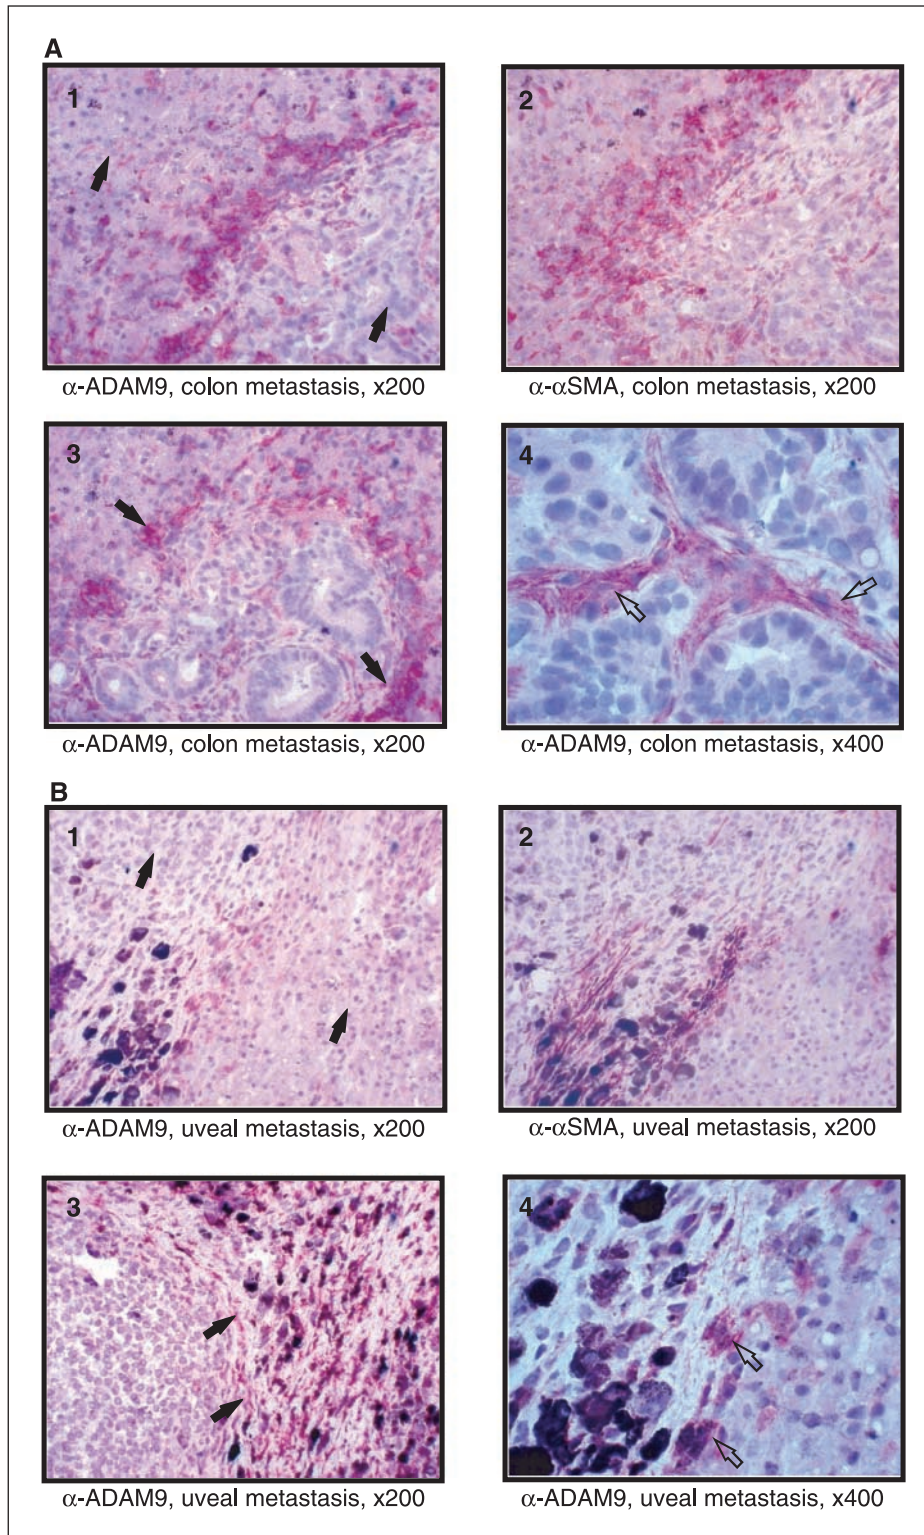 A
1
2
α-ADAM9, colon metastasis, x200
α-αSMA, colon metastasis, x200
3
4
α-ADAM9, colon metastasis, x200
α-ADAM9, colon metastasis, x400
B
1
2
α-ADAM9, uveal metastasis, x200
α-αSMA, uveal metastasis, x200
3
4
α-ADAM9, uveal metastasis, x200
α-ADAM9, uveal metastasis, x400